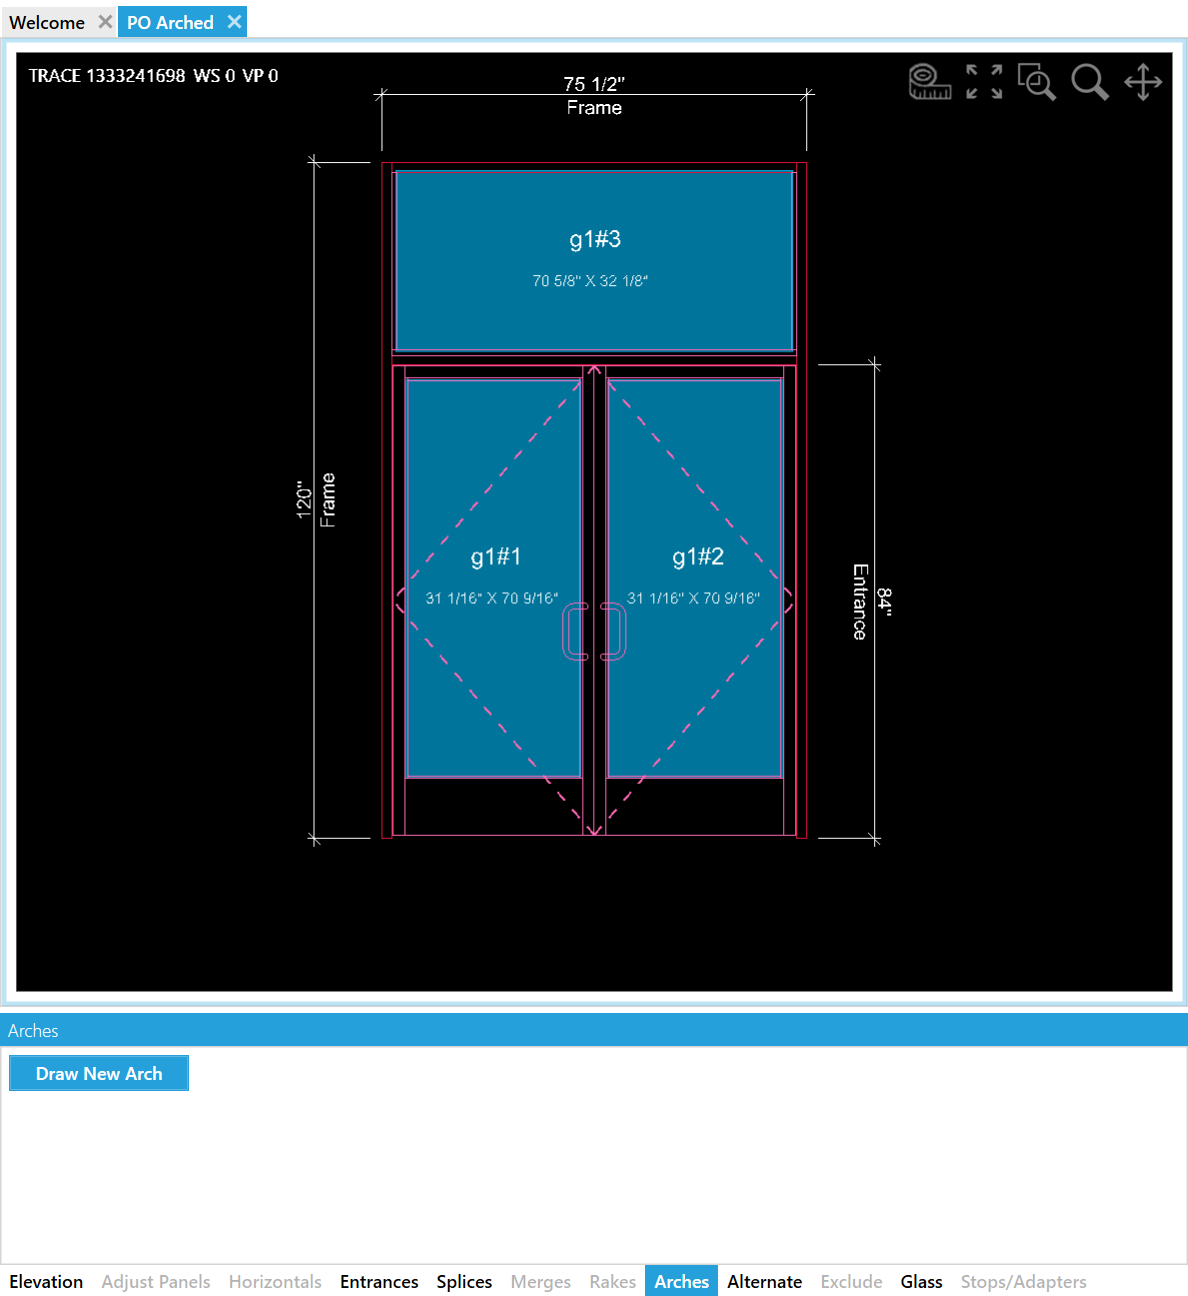 Welcome
PO Arched
TRACE 1333241698 WS 0 VP 0
75 1/2"
Frame
g1#3
70 5/8" X 32 1/8"
120"
Frame
g1#1
31 1/16" X 70 9/16"
g1#2
31 1/16" X 70 9/16"
84"
Entrance
Arches
Draw New Arch
Elevation Adjust Panels Horizontals Entrances Splices Merges Rakes Arches Alternate Exclude Glass Stops/Adapters